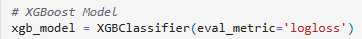 # XGBoost Model
xgb_model = XGBClassifier(eval_metric='logloss')